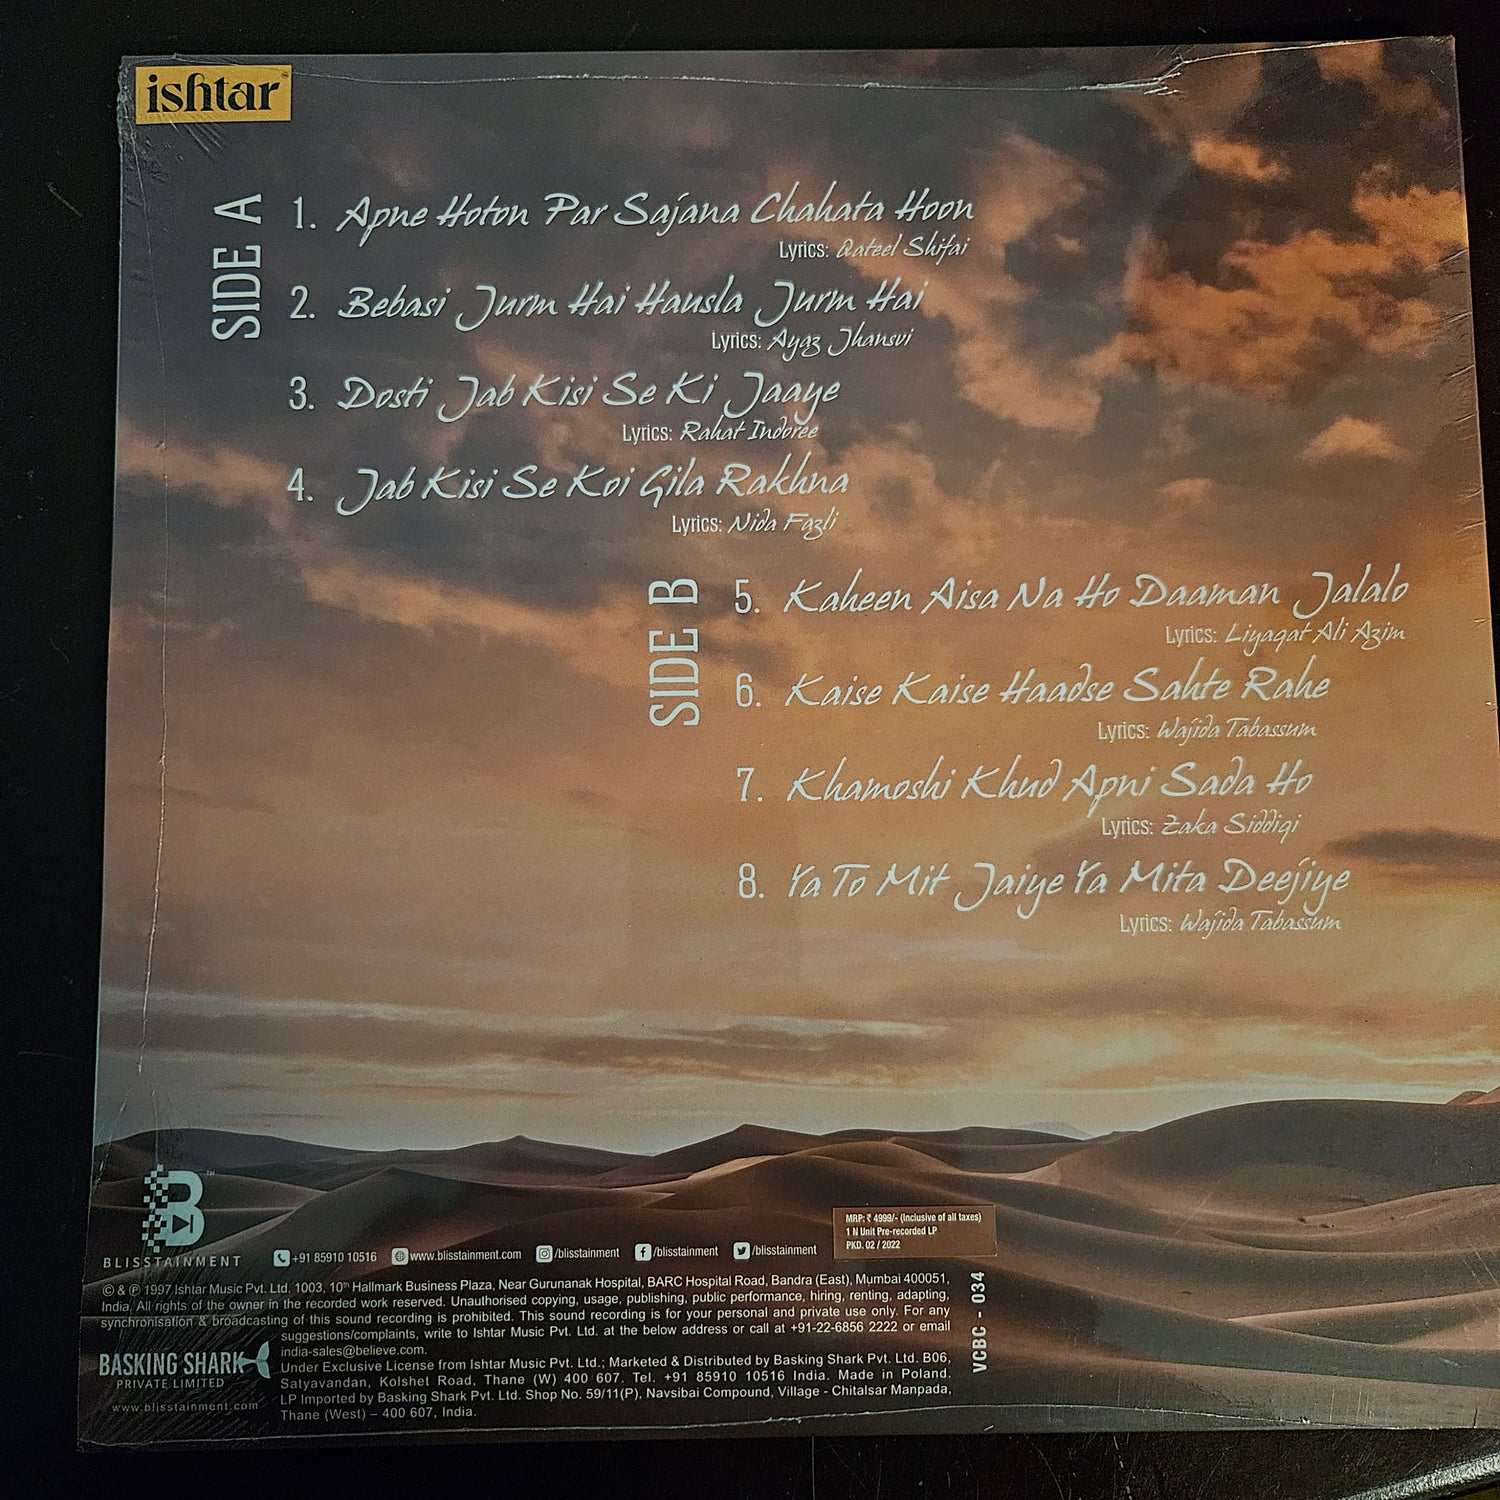 ishtar
SIDE A
1. Apne Hoton Par Sajana Chahata Hoon
Lyrics: Qateel Shifai
2. Bebasi Jurm Hai Hausla Jurm Hai
Lyrics: Ayaz Jhansvi
3. Dosti Jab Kisi Se Ki Jaaye
Lyrics: Rahat Indoree
4. Jab Kisi Se Koi Gila Rakhna
Lyrics: Nida Fazli
SIDE B
5. Kaheen Aisa Na Ho Daaman Jalalo
Lyrics: Liyaqat Ali Azim
6. Kaise Kaise Haadse Sahte Rahe
Lyrics: Wajida Tabassum
7. Khamoshi Khud Apni Sada Ho
Lyrics: Zaka Siddiqi
8. Ya To Mit Jaiye Ya Mita Deejiye
Lyrics: Wajida Tabassum
B™
BLISSTAINMENT
+91 85910 10516 www.blisstainment.com /blisstainment /blisstainment /blisstainment
MRP: ₹ 4999/- (Inclusive of all taxes)
1 N Unit Pre-recorded LP
PKD. 02 / 2022
© & ℗ 1997 Ishtar Music Pvt. Ltd. 1003, 10th Hallmark Business Plaza, Near Gurunanak Hospital, BARC Hospital Road, Bandra (East), Mumbai 400051,
India. All rights of the owner in the recorded work reserved. Unauthorised copying, usage, publishing, public performance, hiring, renting, adapting,
synchronisation & broadcasting of this sound recording is prohibited. This sound recording is for your personal and private use only. For any
suggestions/complaints, write to Ishtar Music Pvt. Ltd. at the below address or call at +91-22-6856 2222 or email
india-sales@believe.com.
Under Exclusive License from Ishtar Music Pvt. Ltd.; Marketed & Distributed by Basking Shark Pvt. Ltd. B06,
Satyavandan, Kolshet Road, Thane (W) 400 607. Tel. +91 85910 10516 India. Made in Poland.
LP Imported by Basking Shark Pvt. Ltd. Shop No. 59/11(P), Navsibai Compound, Village - Chitalsar Manpada,
Thane (West) – 400 607, India.
BASKING SHARK
PRIVATE LIMITED
www.blisstainment.com
VCBC - 034